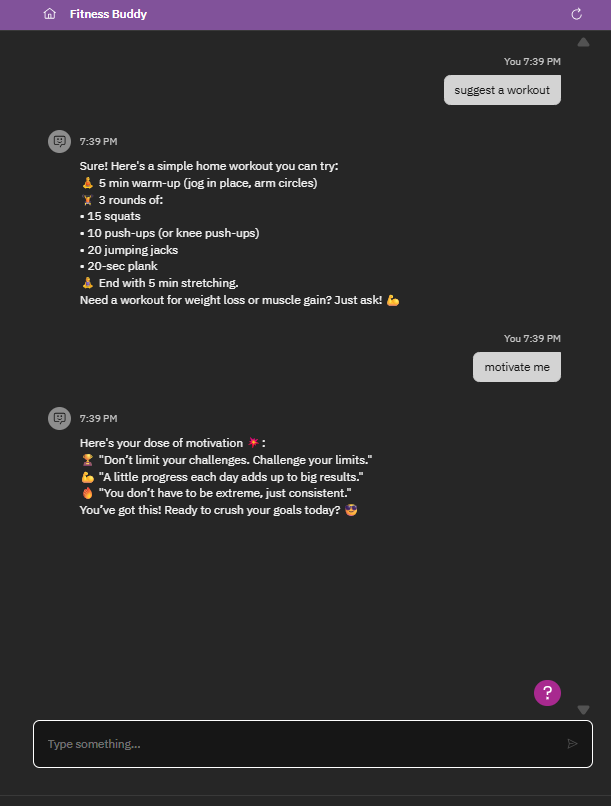 Fitness Buddy
You 7:39 PM
suggest a workout
7:39 PM
Sure! Here's a simple home workout you can try:
🧘 5 min warm-up (jog in place, arm circles)
🏋 3 rounds of:
• 15 squats
• 10 push-ups (or knee push-ups)
• 20 jumping jacks
• 20-sec plank
🧘 End with 5 min stretching.
Need a workout for weight loss or muscle gain? Just ask! 💪
You 7:39 PM
motivate me
7:39 PM
Here's your dose of motivation 💥:
🏆 "Don’t limit your challenges. Challenge your limits."
💪 "A little progress each day adds up to big results."
🔥 "You don’t have to be extreme, just consistent."
You’ve got this! Ready to crush your goals today? 😎
?
Type something...